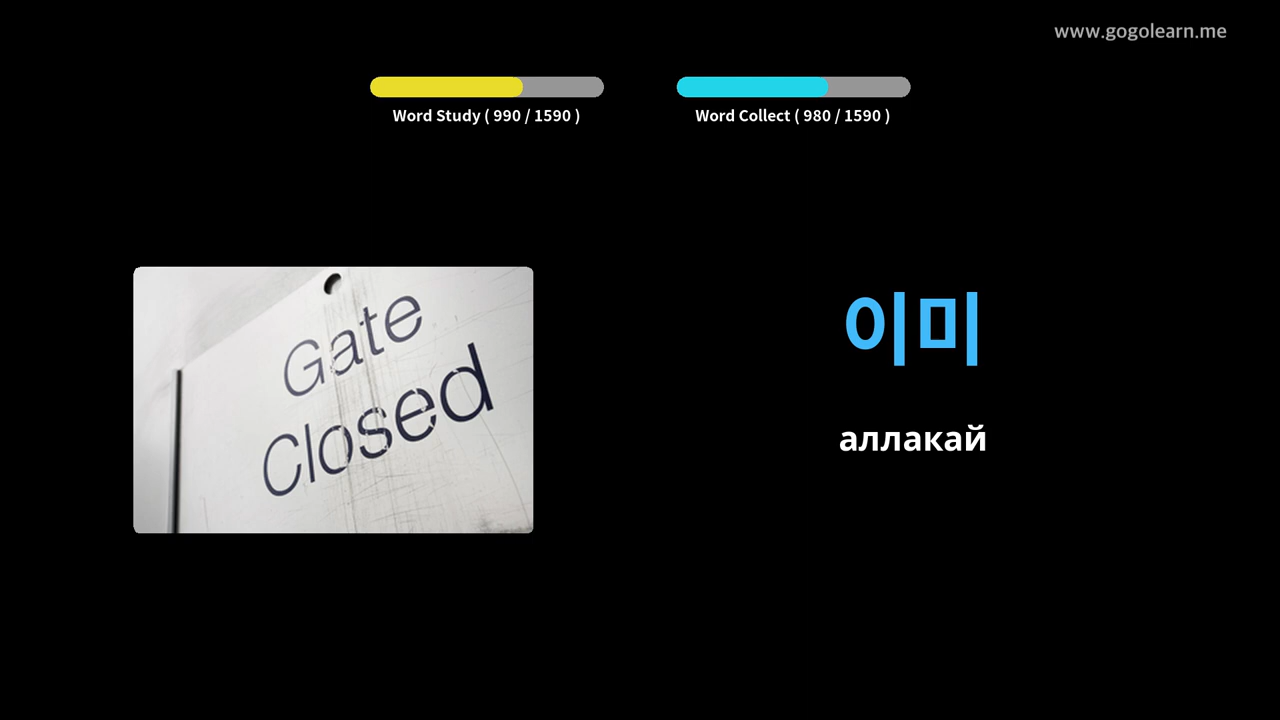 www.gogolearn.me
Word Study ( 990 / 1590 )
Word Collect ( 980 / 1590 )
Gate
Closed
이미
аллакай